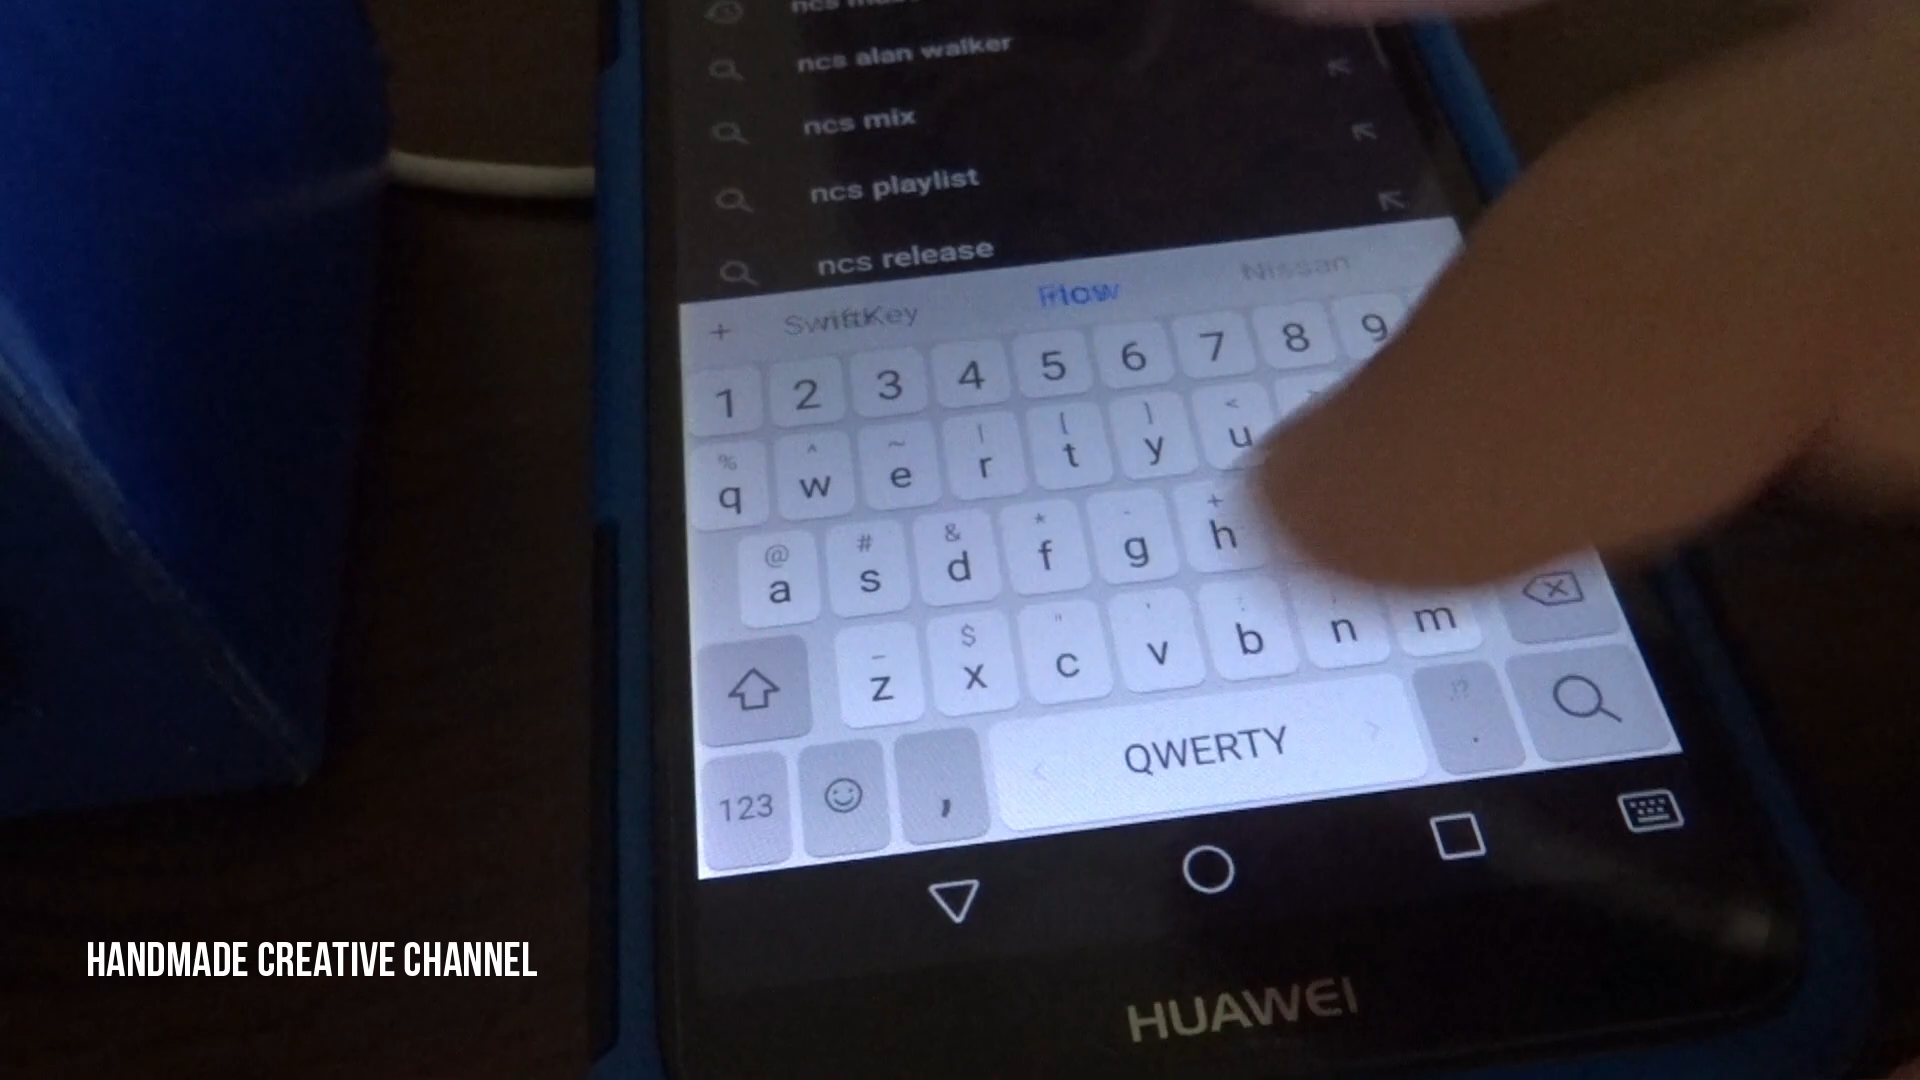 ncs
ncs alan walker
ncs mix
ncs playlist
ncs release
SwiftKey
Nissan
1 2 3 4 5 6 7 8 9
% ^ ~ | [ ] <
q w e r t y u
@ # & * - +
a s d f g h
_ $ " ' :
z x c v b n m
!?
123 , QWERTY .
HANDMADE CREATIVE CHANNEL
HUAWEI